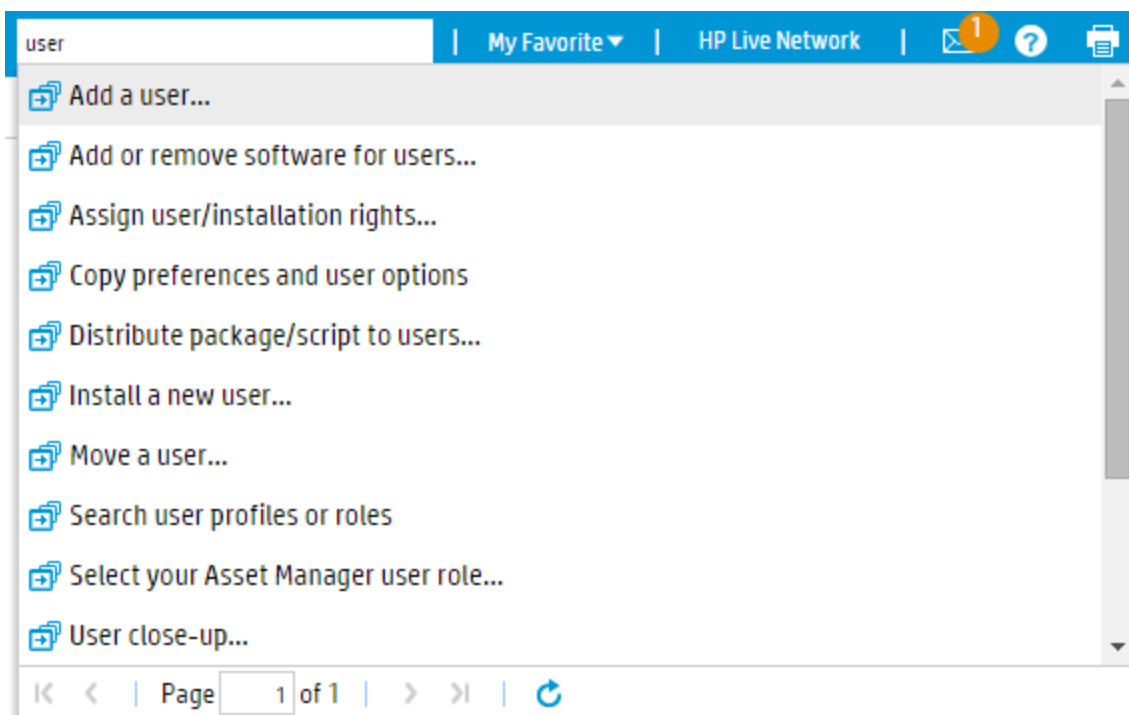 user | My Favorite | HP Live Network | 1
Add a user...
Add or remove software for users...
Assign user/installation rights...
Copy preferences and user options
Distribute package/script to users...
Install a new user...
Move a user...
Search user profiles or roles
Select your Asset Manager user role...
User close-up...
Page 1 of 1